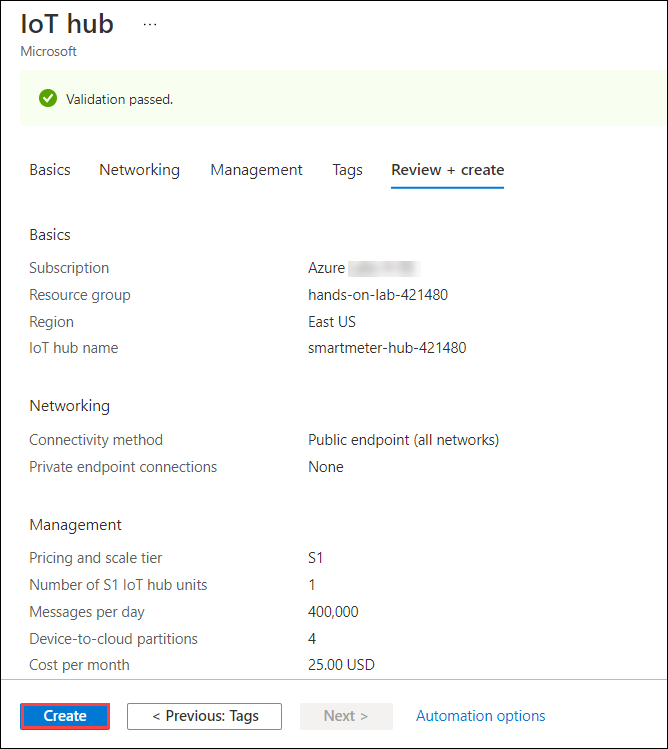 IoT hub ...
Microsoft
Validation passed.
Basics Networking Management Tags Review + create
Basics
Subscription Azure
Resource group hands-on-lab-421480
Region East US
IoT hub name smartmeter-hub-421480
Networking
Connectivity method Public endpoint (all networks)
Private endpoint connections None
Management
Pricing and scale tier S1
Number of S1 IoT hub units 1
Messages per day 400,000
Device-to-cloud partitions 4
Cost per month 25.00 USD
Create < Previous: Tags Next > Automation options